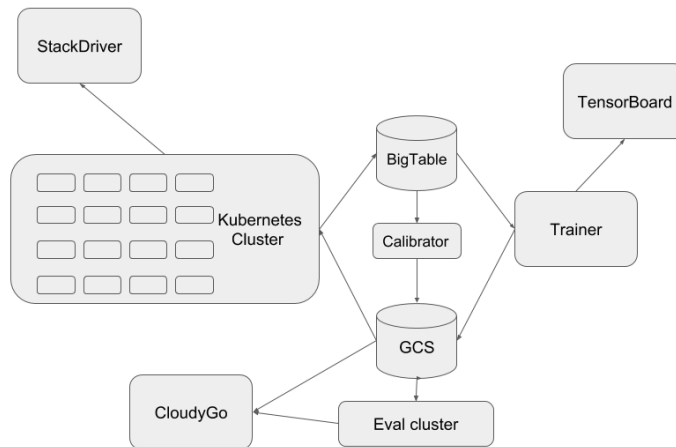 StackDriver
TensorBoard
BigTable
Kubernetes
Cluster
Calibrator
Trainer
GCS
CloudyGo
Eval cluster